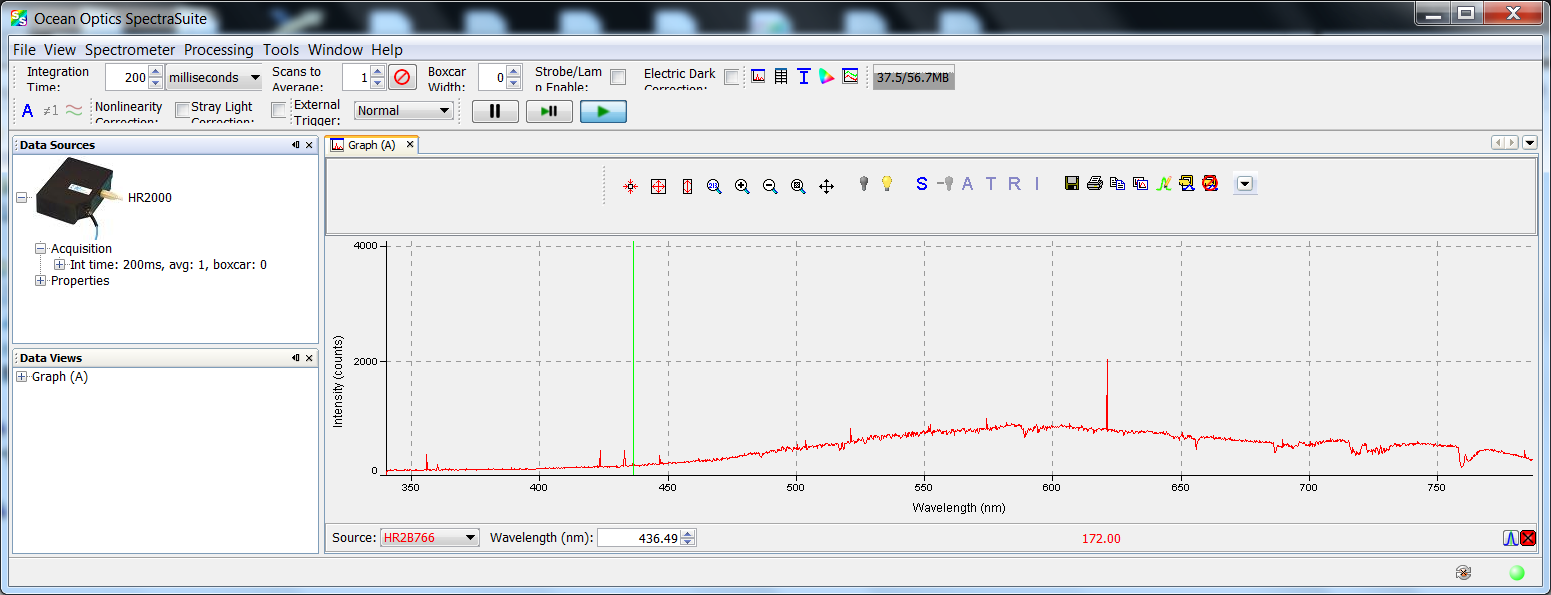 Ocean Optics SpectraSuite
File View Spectrometer Processing Tools Window Help
Integration Time: 200 milliseconds Scans to Average: 1 Boxcar Width: 0 Strobe/Lam p Enable: Electric Dark Correction: 37.5/56.7MB
A ≠1 Nonlinearity Correction: Stray Light Correction: External Trigger: Normal
Data Sources
HR2000
Acquisition
Int time: 200ms, avg: 1, boxcar: 0
Properties
Data Views
Graph (A)
Graph (A)
S A T R I
4000
2000
0
Intensity (counts)
350 400 450 500 550 600 650 700 750
Wavelength (nm)
Source: HR2B766 Wavelength (nm): 436.49 172.00